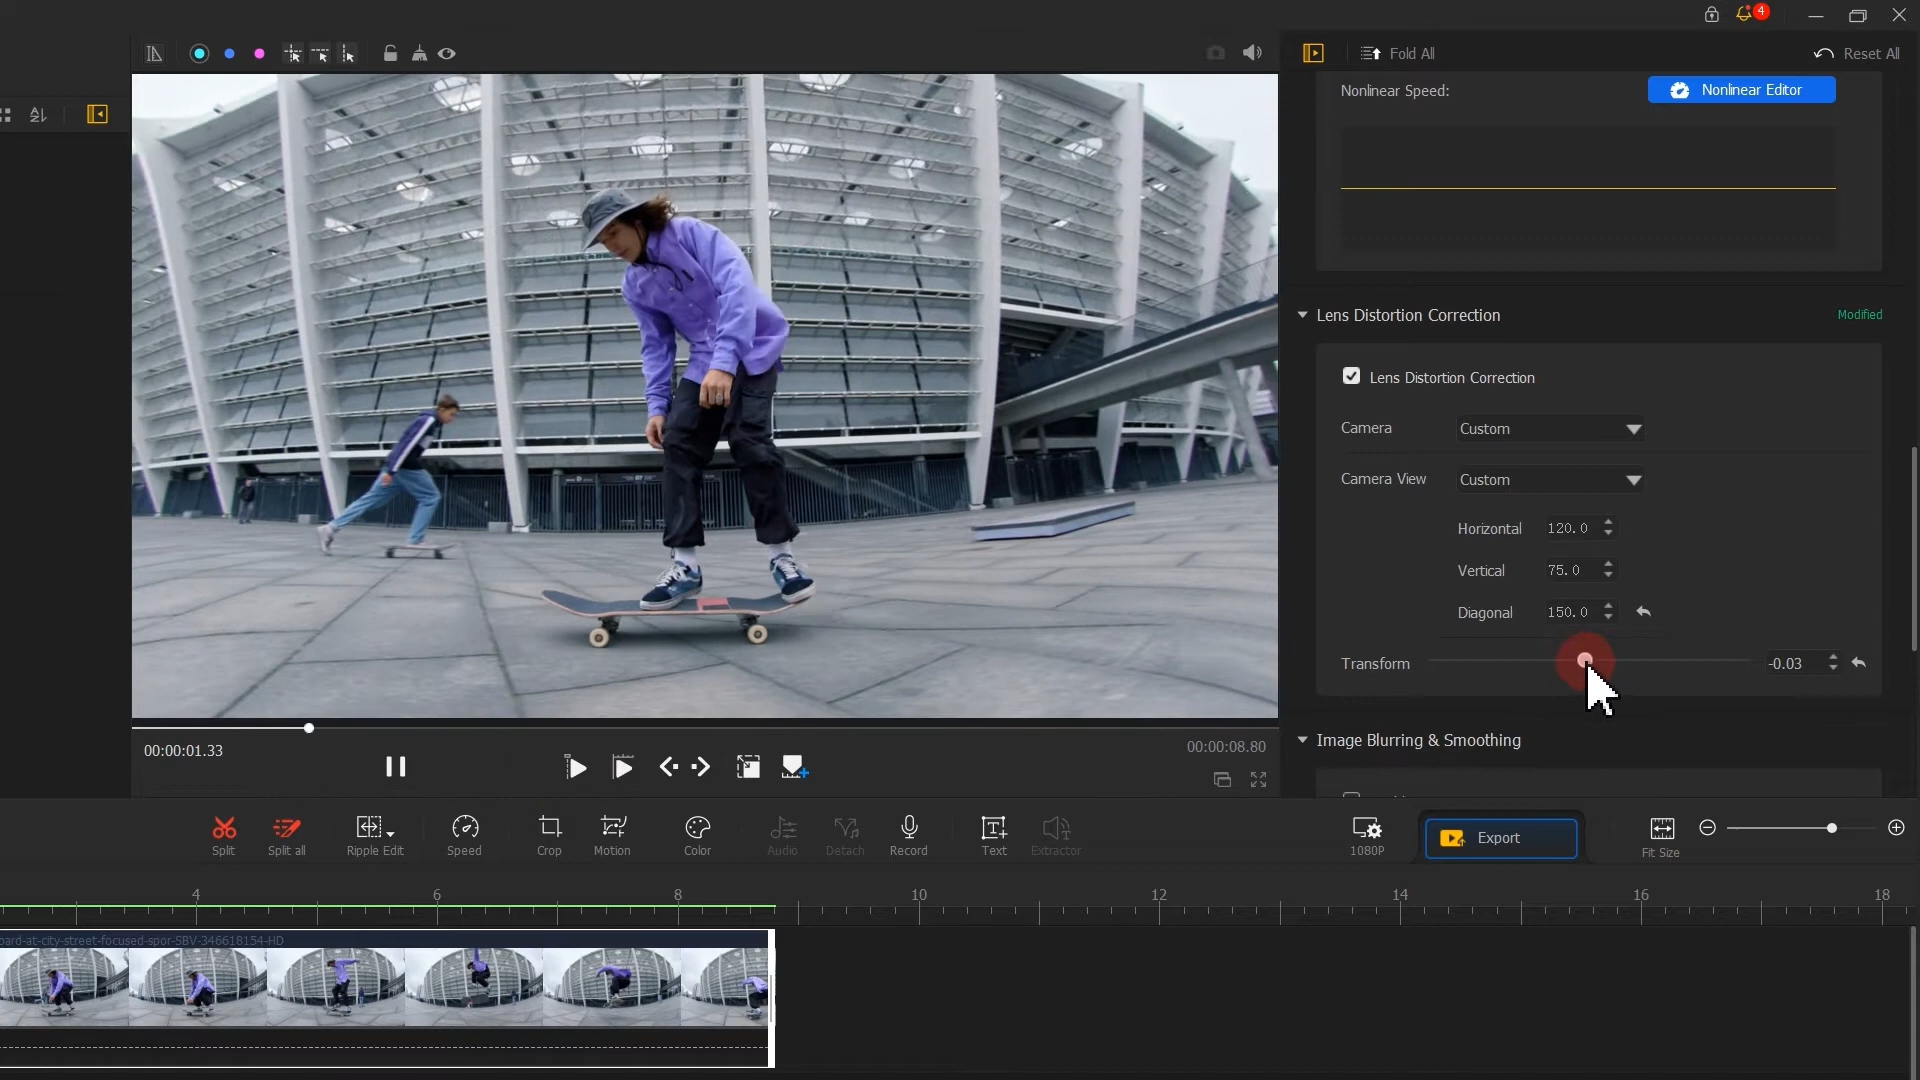 4
Fold All
Reset All
Nonlinear Speed:
Nonlinear Editor
Lens Distortion Correction
Modified
Lens Distortion Correction
Camera
Custom
Camera View
Custom
Horizontal
120.0
Vertical
75.0
Diagonal
150.0
Transform
-0.03
Image Blurring & Smoothing
00:00:01.33
00:00:08.80
Split
Split all
Ripple Edit
Speed
Crop
Motion
Color
Audio
Detach
Record
Text
Extractor
1080P
Export
Fit Size
4 6 8 10 12 14 16 18
oard-at-city-street-focused-spor-SBV-346618154-HD